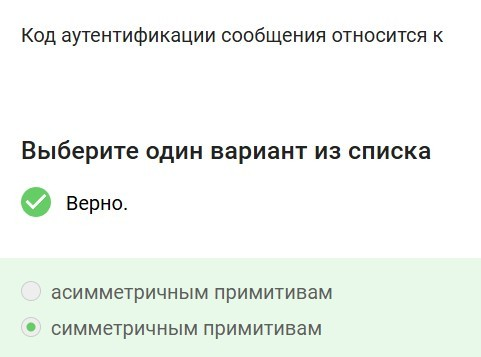 Код аутентификации сообщения относится к
Выберите один вариант из списка
Верно.
асимметричным примитивам
симметричным примитивам